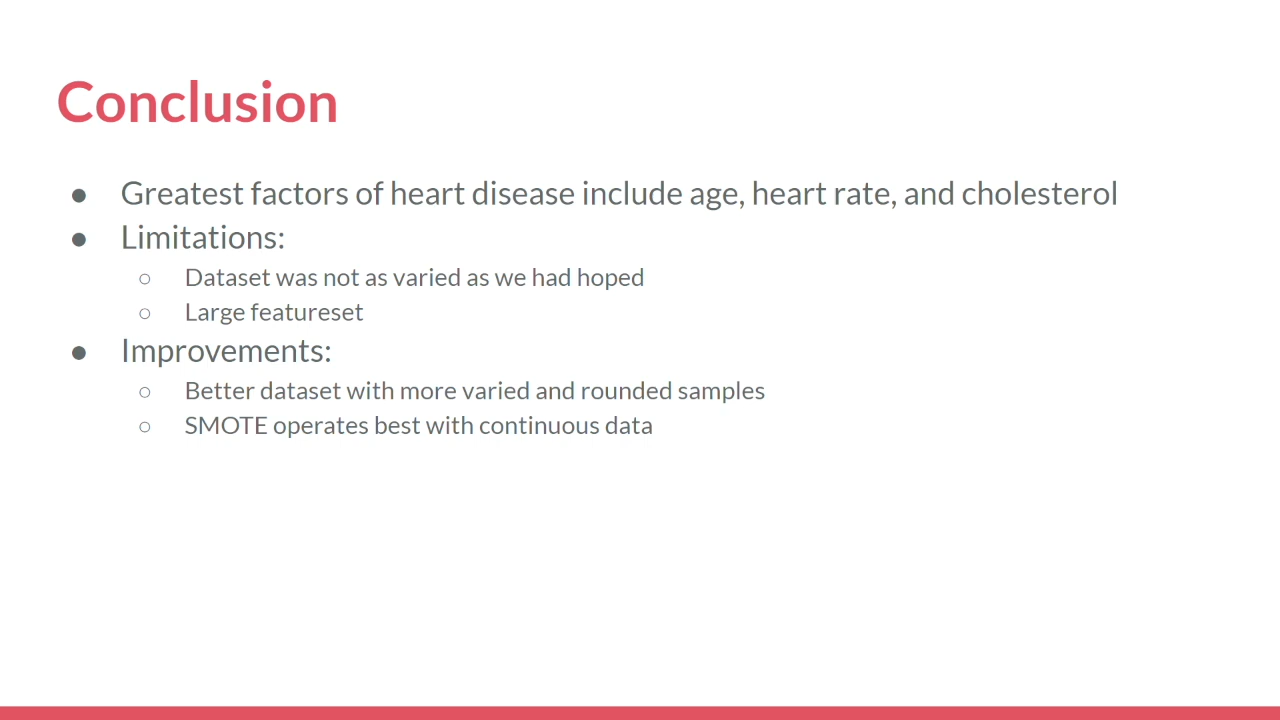 Conclusion
● Greatest factors of heart disease include age, heart rate, and cholesterol
● Limitations:
○ Dataset was not as varied as we had hoped
○ Large featureset
● Improvements:
○ Better dataset with more varied and rounded samples
○ SMOTE operates best with continuous data